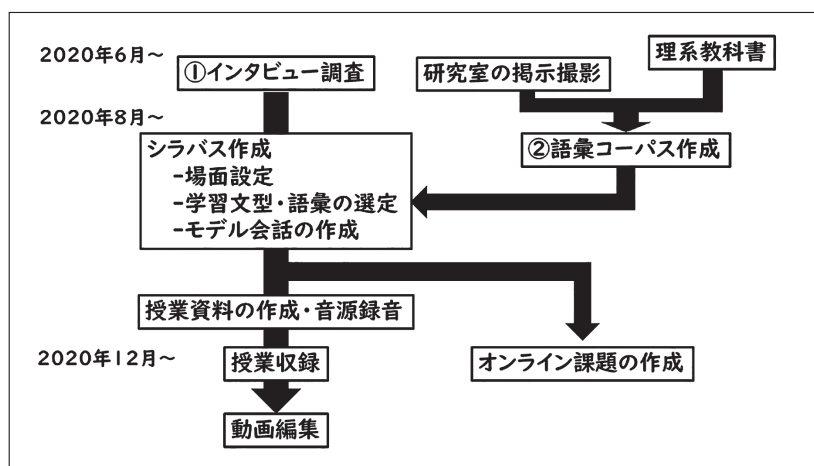 2020年6月～
①インタビュー調査
研究室の掲示撮影
理系教科書
2020年8月～
シラバス作成
-場面設定
-学習文型・語彙の選定
-モデル会話の作成
②語彙コーパス作成
授業資料の作成・音源録音
2020年12月～
授業収録
オンライン課題の作成
動画編集